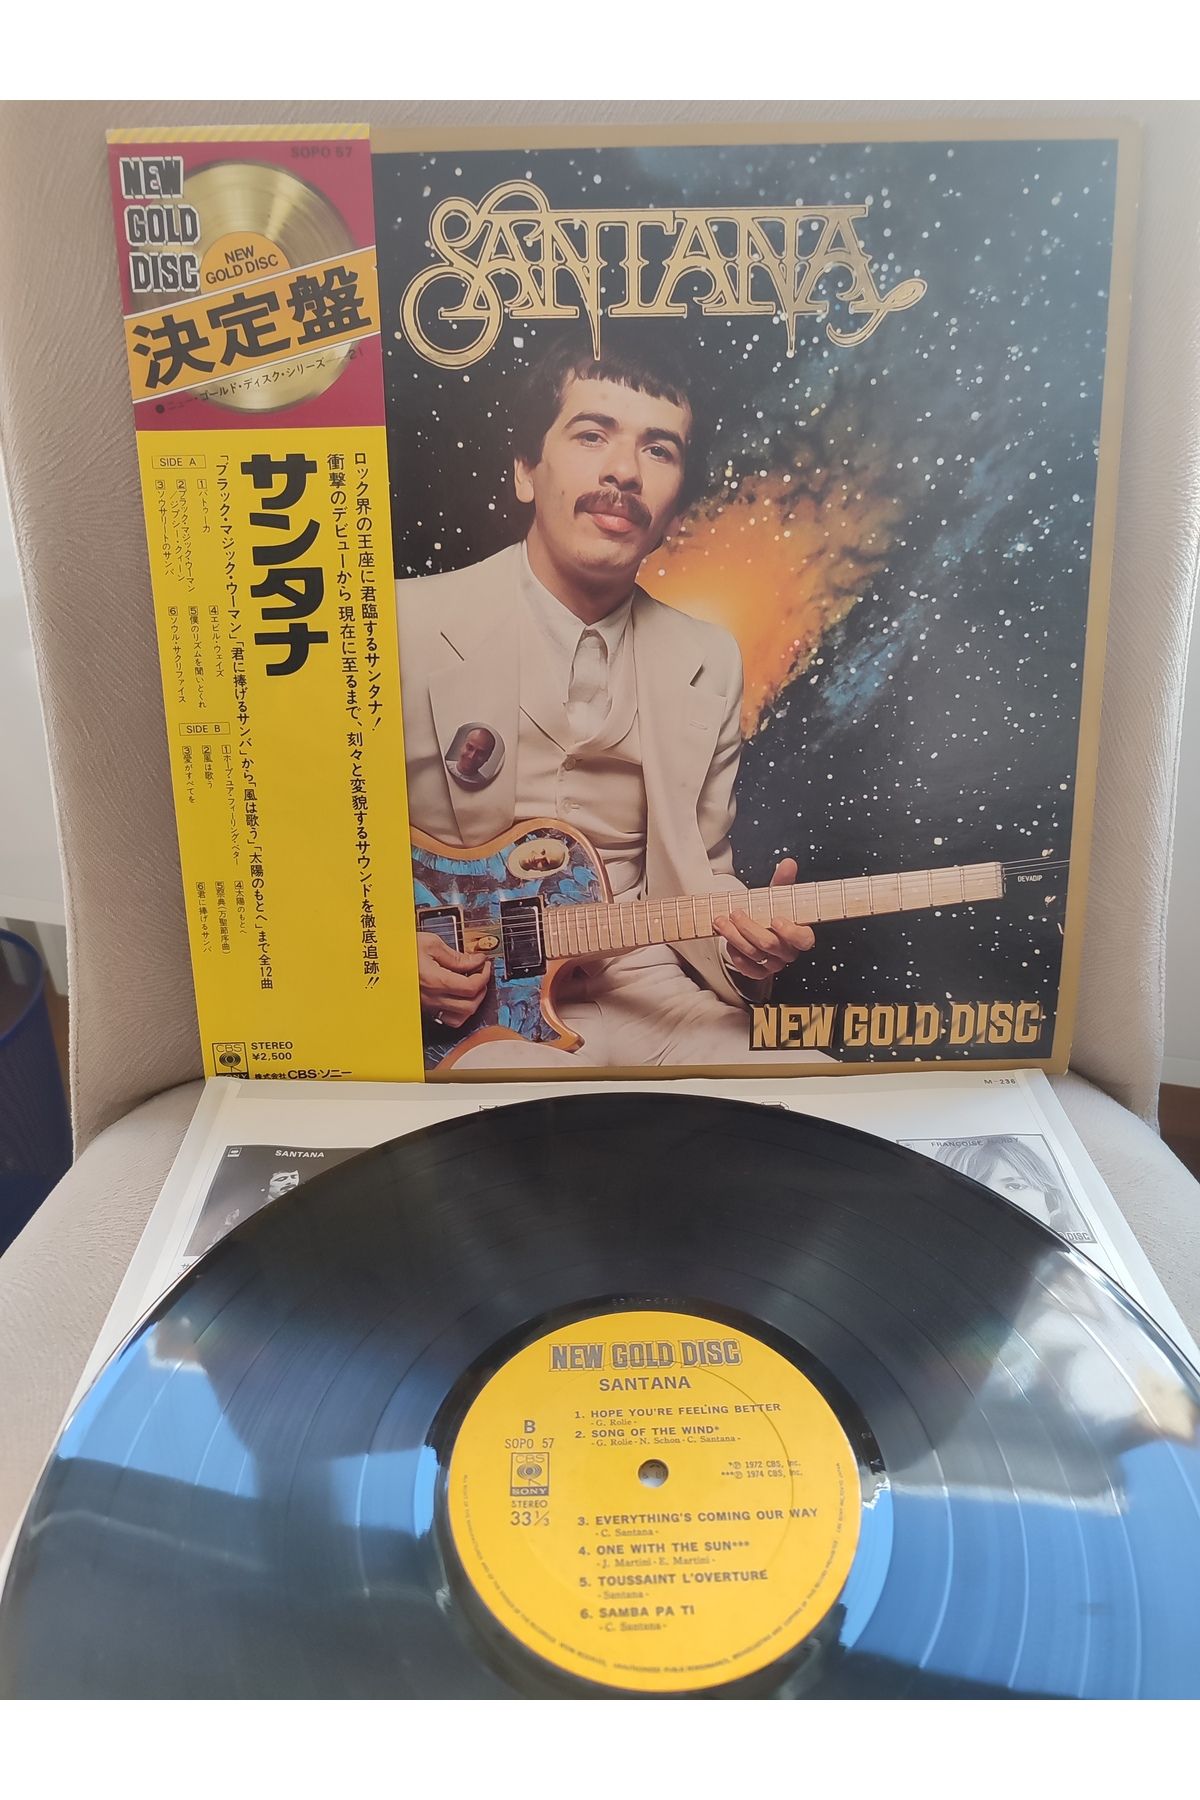 SOPO 57
NEW
GOLD
DISC
NEW
GOLD DISC
決定盤
●ニュー・ゴールド・ディスク・シリーズ——21
ロック界の王座に君臨するサンタナ!
衝撃のデビューから現在に至るまで、刻々と変貌するサウンドを徹底追跡!!
サンタナ
「ブラック・マジック・ウーマン」「君に捧げるサンバ」から「風は歌う」「太陽のもとへ」まで全12曲
SIDE A
1 バトゥーカ
2 ブラック・マジック・ウーマン
/ジプシー・クィーン
3 ソウサリートのサンバ
4 エビル・ウェイズ
5 僕のリズムを聞いとくれ
6 ソウル・サクリファイス
SIDE B
1 ホープ・ユア・フィーリング・ベター
2 風は歌う
3 愛がすべてを
4 太陽のもとへ
5 祭典(万聖節序曲)
6 君に捧げるサンバ
CBS
SONY
STEREO
¥2,500
株式会社 CBS・ソニー
SANTANA
DEVADIP
NEW GOLD DISC
M-236
SANTANA
FRANÇOISE HARDY
DISC
NEW GOLD DISC
SANTANA
1. HOPE YOU'RE FEELING BETTER
-G. Rolie-
2. SONG OF THE WIND*
-G. Rolie - N. Schon - C. Santana-
B
SOPO 57
CBS
SONY
STEREO
33 1/3
*℗ 1972 CBS, Inc.
***℗ 1974 CBS, Inc.
3. EVERYTHING'S COMING OUR WAY
-C. Santana-
4. ONE WITH THE SUN***
-J. Martini - E. Martini-
5. TOUSSAINT L'OVERTURE
-Santana-
6. SAMBA PA TI
-C. Santana-